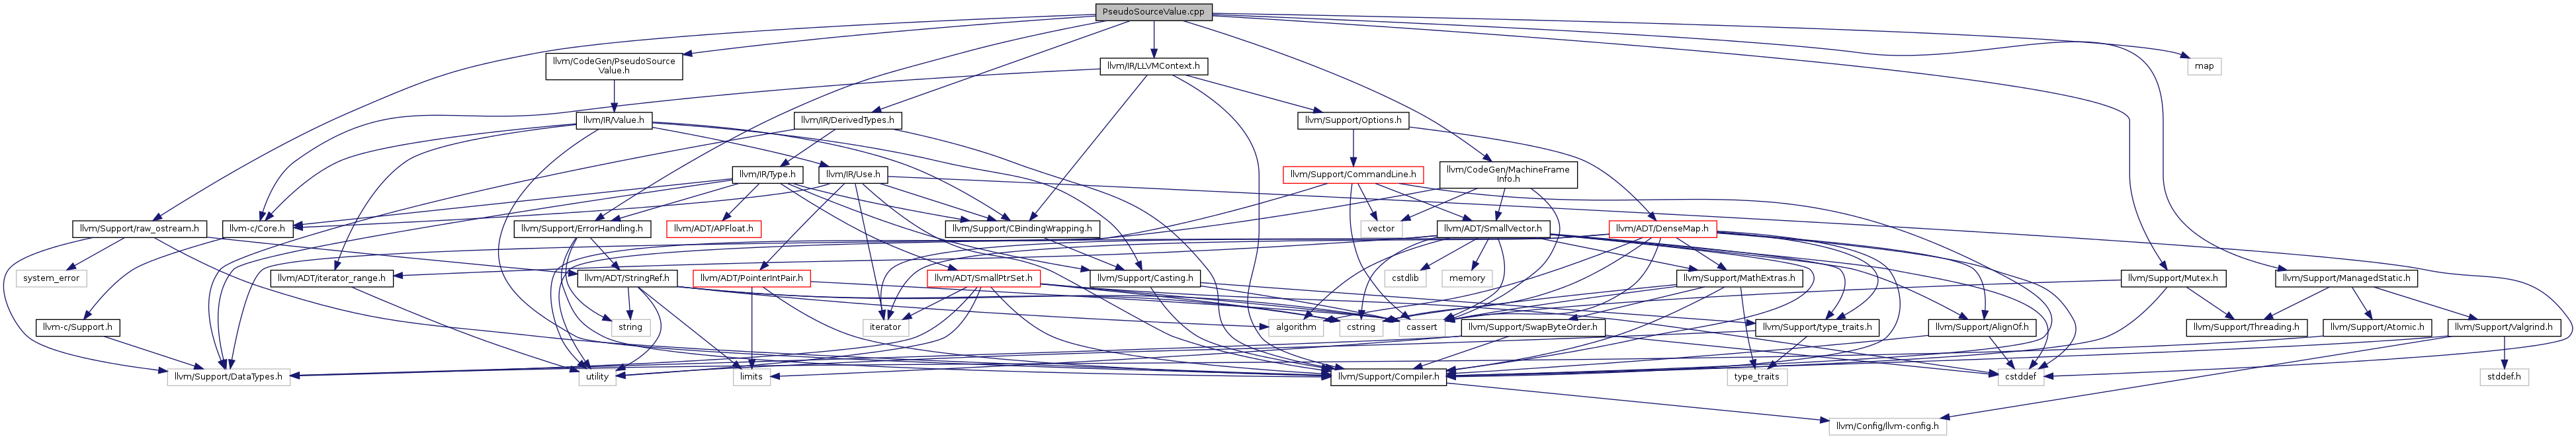 PseudoSourceValue.cpp
llvm/CodeGen/PseudoSource
Value.h
llvm/IR/LLVMContext.h
map
llvm/IR/Value.h
llvm/IR/DerivedTypes.h
llvm/Support/Options.h
llvm/IR/Type.h
llvm/IR/Use.h
llvm/Support/CommandLine.h
llvm/CodeGen/MachineFrame
Info.h
llvm/Support/raw_ostream.h
llvm-c/Core.h
llvm/Support/ErrorHandling.h
llvm/ADT/APFloat.h
llvm/Support/CBindingWrapping.h
vector
llvm/ADT/SmallVector.h
llvm/ADT/DenseMap.h
system_error
llvm/ADT/iterator_range.h
llvm/ADT/StringRef.h
llvm/ADT/PointerIntPair.h
llvm/ADT/SmallPtrSet.h
llvm/Support/Casting.h
cstdlib
memory
llvm/Support/MathExtras.h
llvm/Support/Mutex.h
llvm/Support/ManagedStatic.h
llvm-c/Support.h
string
iterator
algorithm
cstring
cassert
llvm/Support/SwapByteOrder.h
llvm/Support/type_traits.h
llvm/Support/AlignOf.h
llvm/Support/Threading.h
llvm/Support/Atomic.h
llvm/Support/Valgrind.h
llvm/Support/DataTypes.h
utility
limits
llvm/Support/Compiler.h
type_traits
cstddef
stddef.h
llvm/Config/llvm-config.h